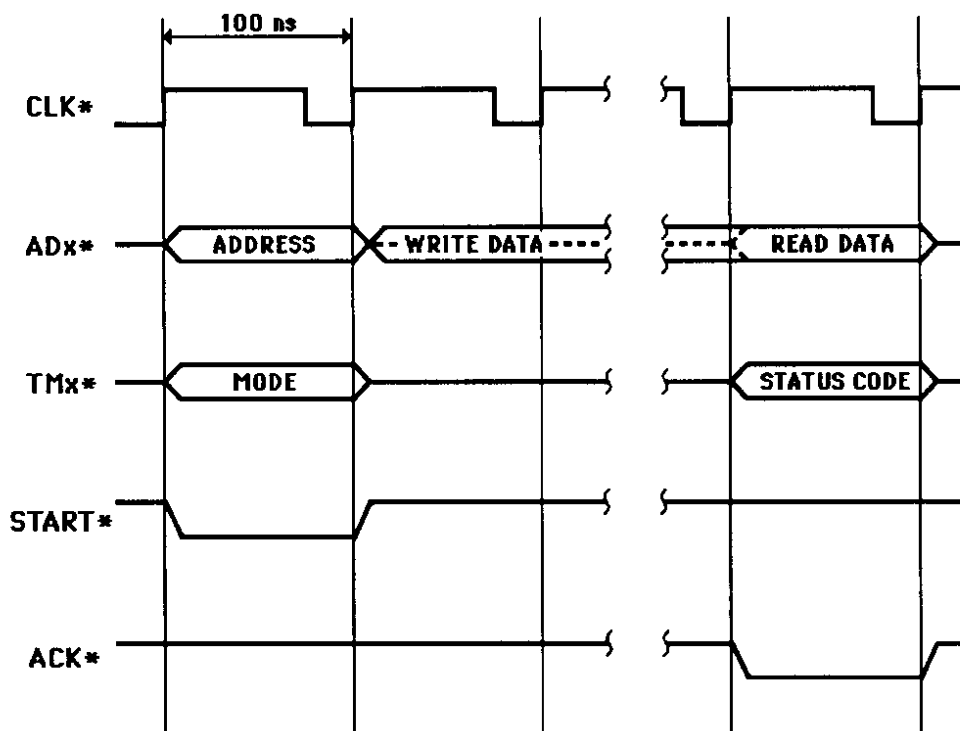 100 ns
CLK*
ADx* ADDRESS WRITE DATA READ DATA
TMx* MODE STATUS CODE
START*
ACK*